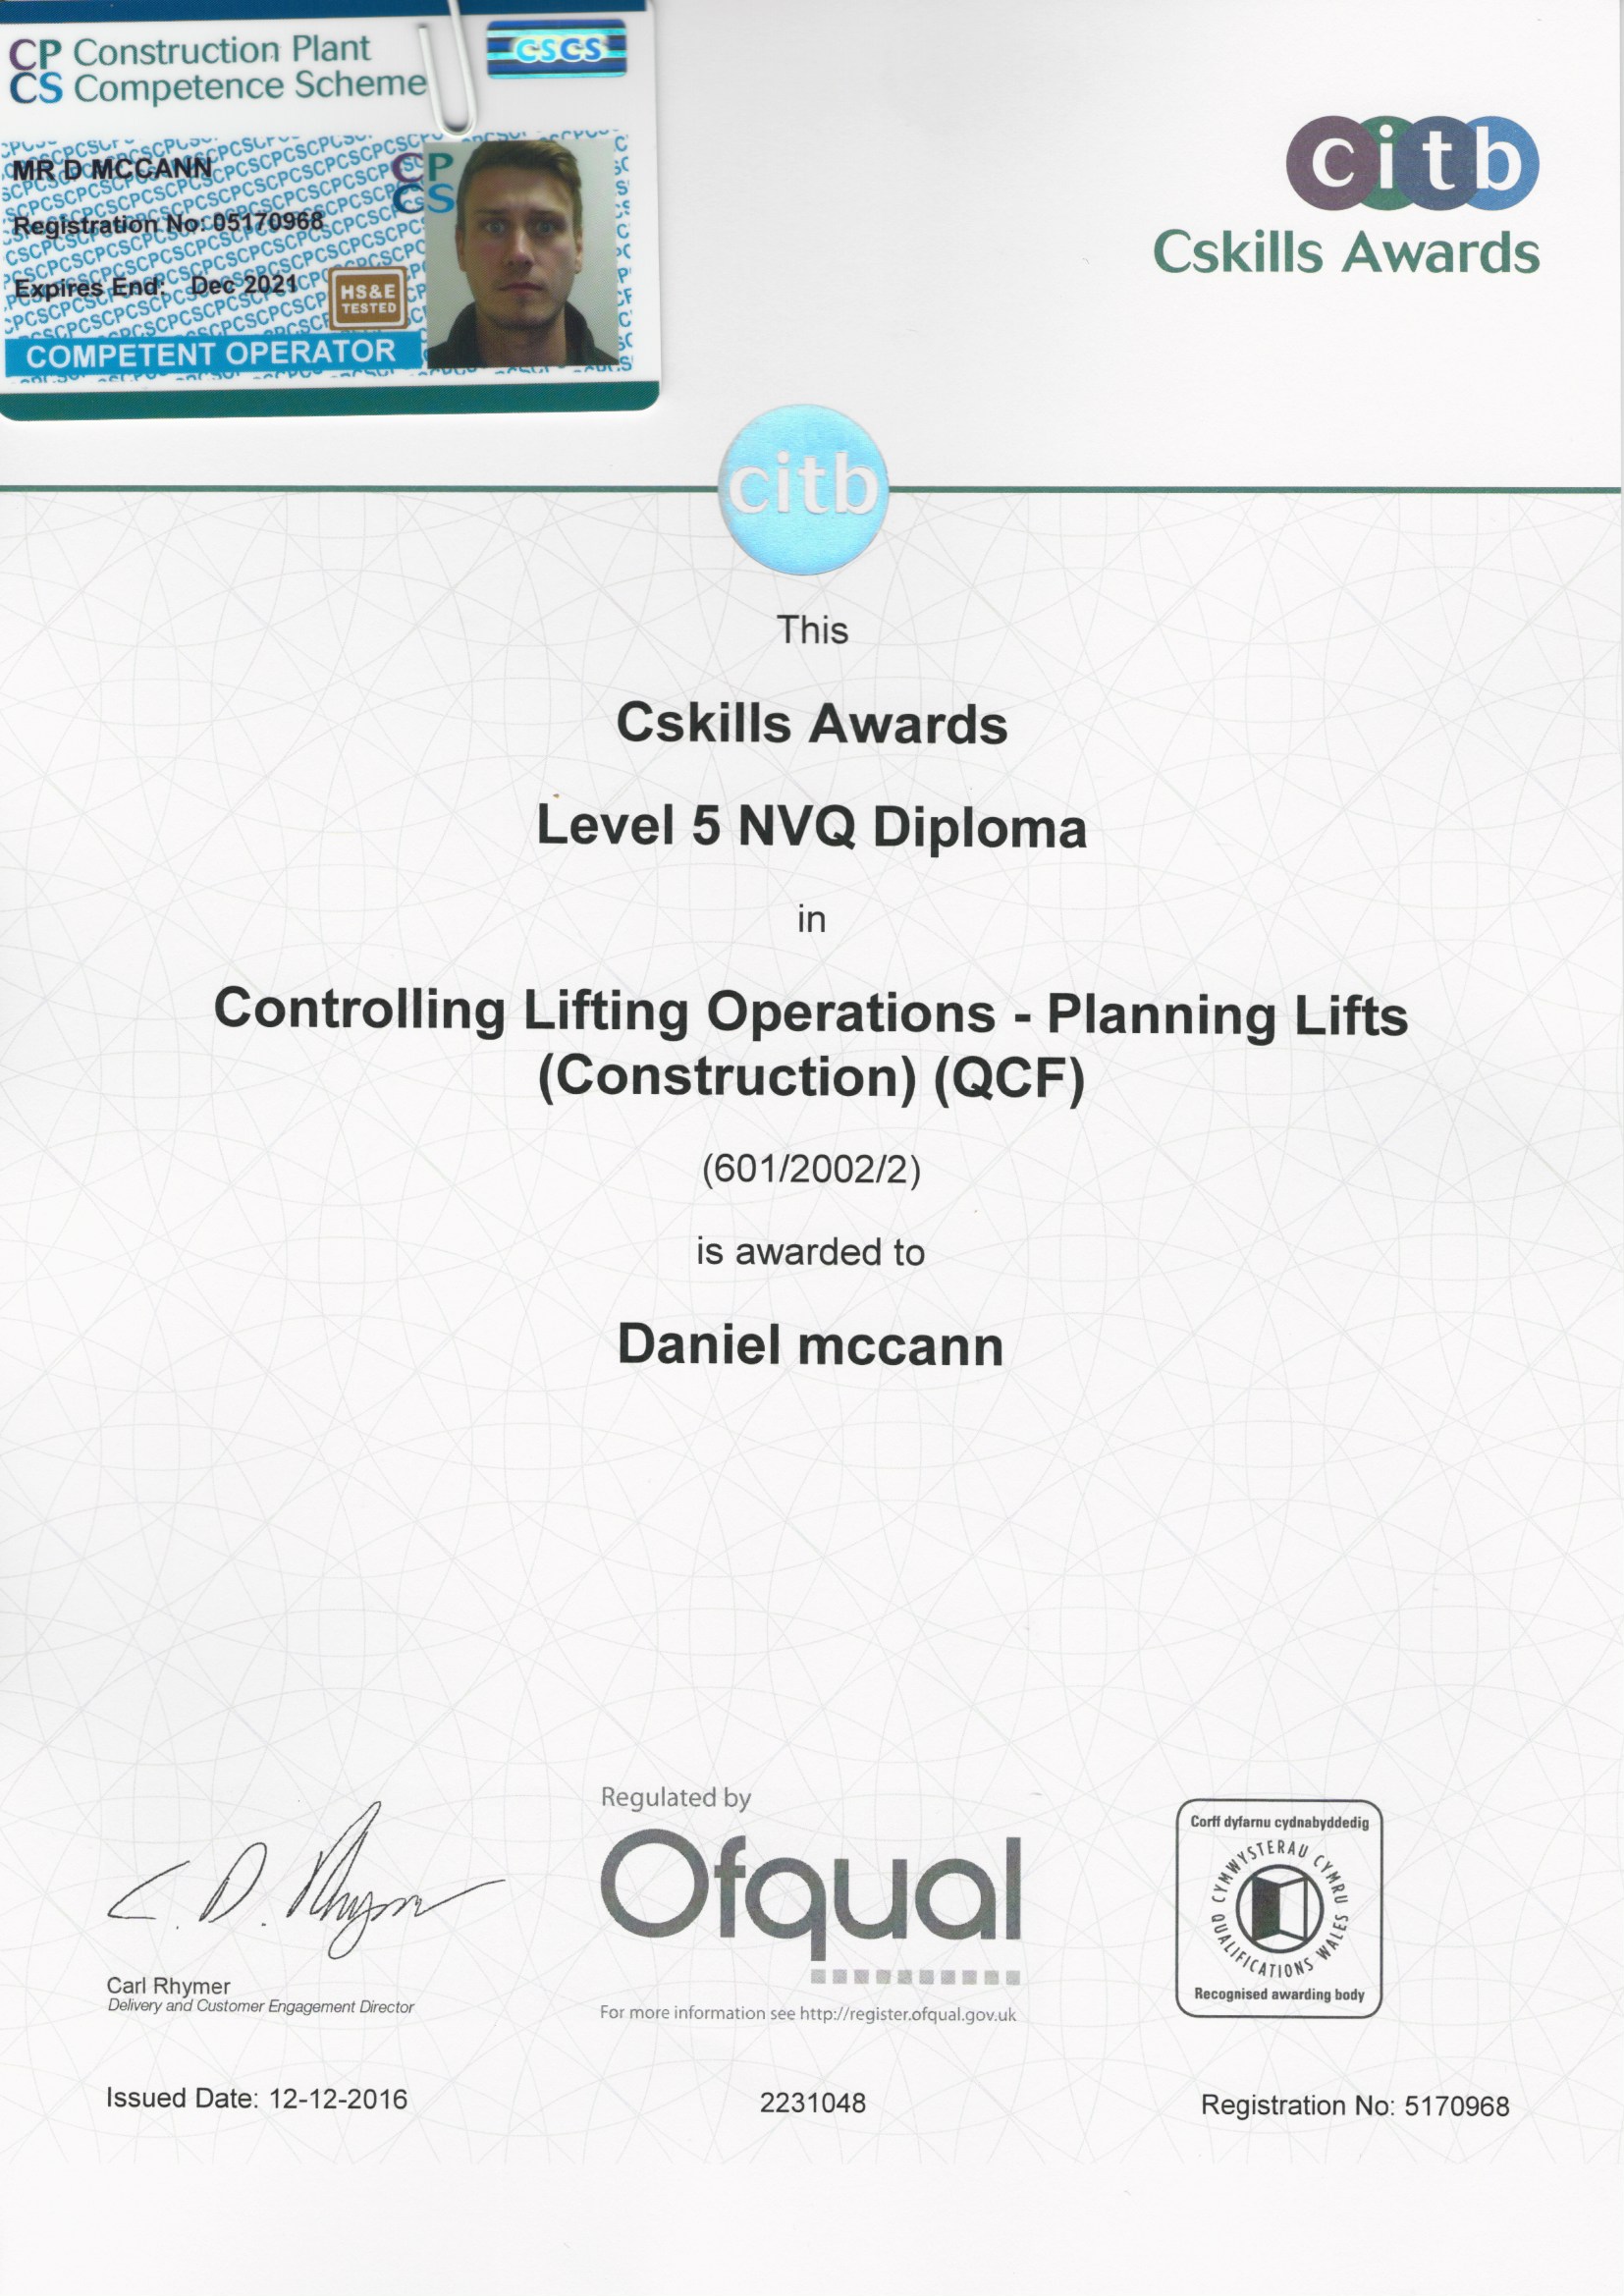 CP Construction Plant
CS Competence Scheme
CSCS
MR D MCCANN
CP
CS
Registration No: 05170968
Expires End: Dec 2021
HS&E
TESTED
COMPETENT OPERATOR
citb
Cskills Awards
citb
This
Cskills Awards
Level 5 NVQ Diploma
in
Controlling Lifting Operations - Planning Lifts
(Construction) (QCF)
(601/2002/2)
is awarded to
Daniel mccann
C. D. Rhymer
Carl Rhymer
Delivery and Customer Engagement Director
Regulated by
Ofqual
For more information see http://register.ofqual.gov.uk
Corff dyfarnu cydnabyddedig
CYMWYSTERAU CYMRU
QUALIFICATIONS WALES
Recognised awarding body
Issued Date: 12-12-2016
2231048
Registration No: 5170968